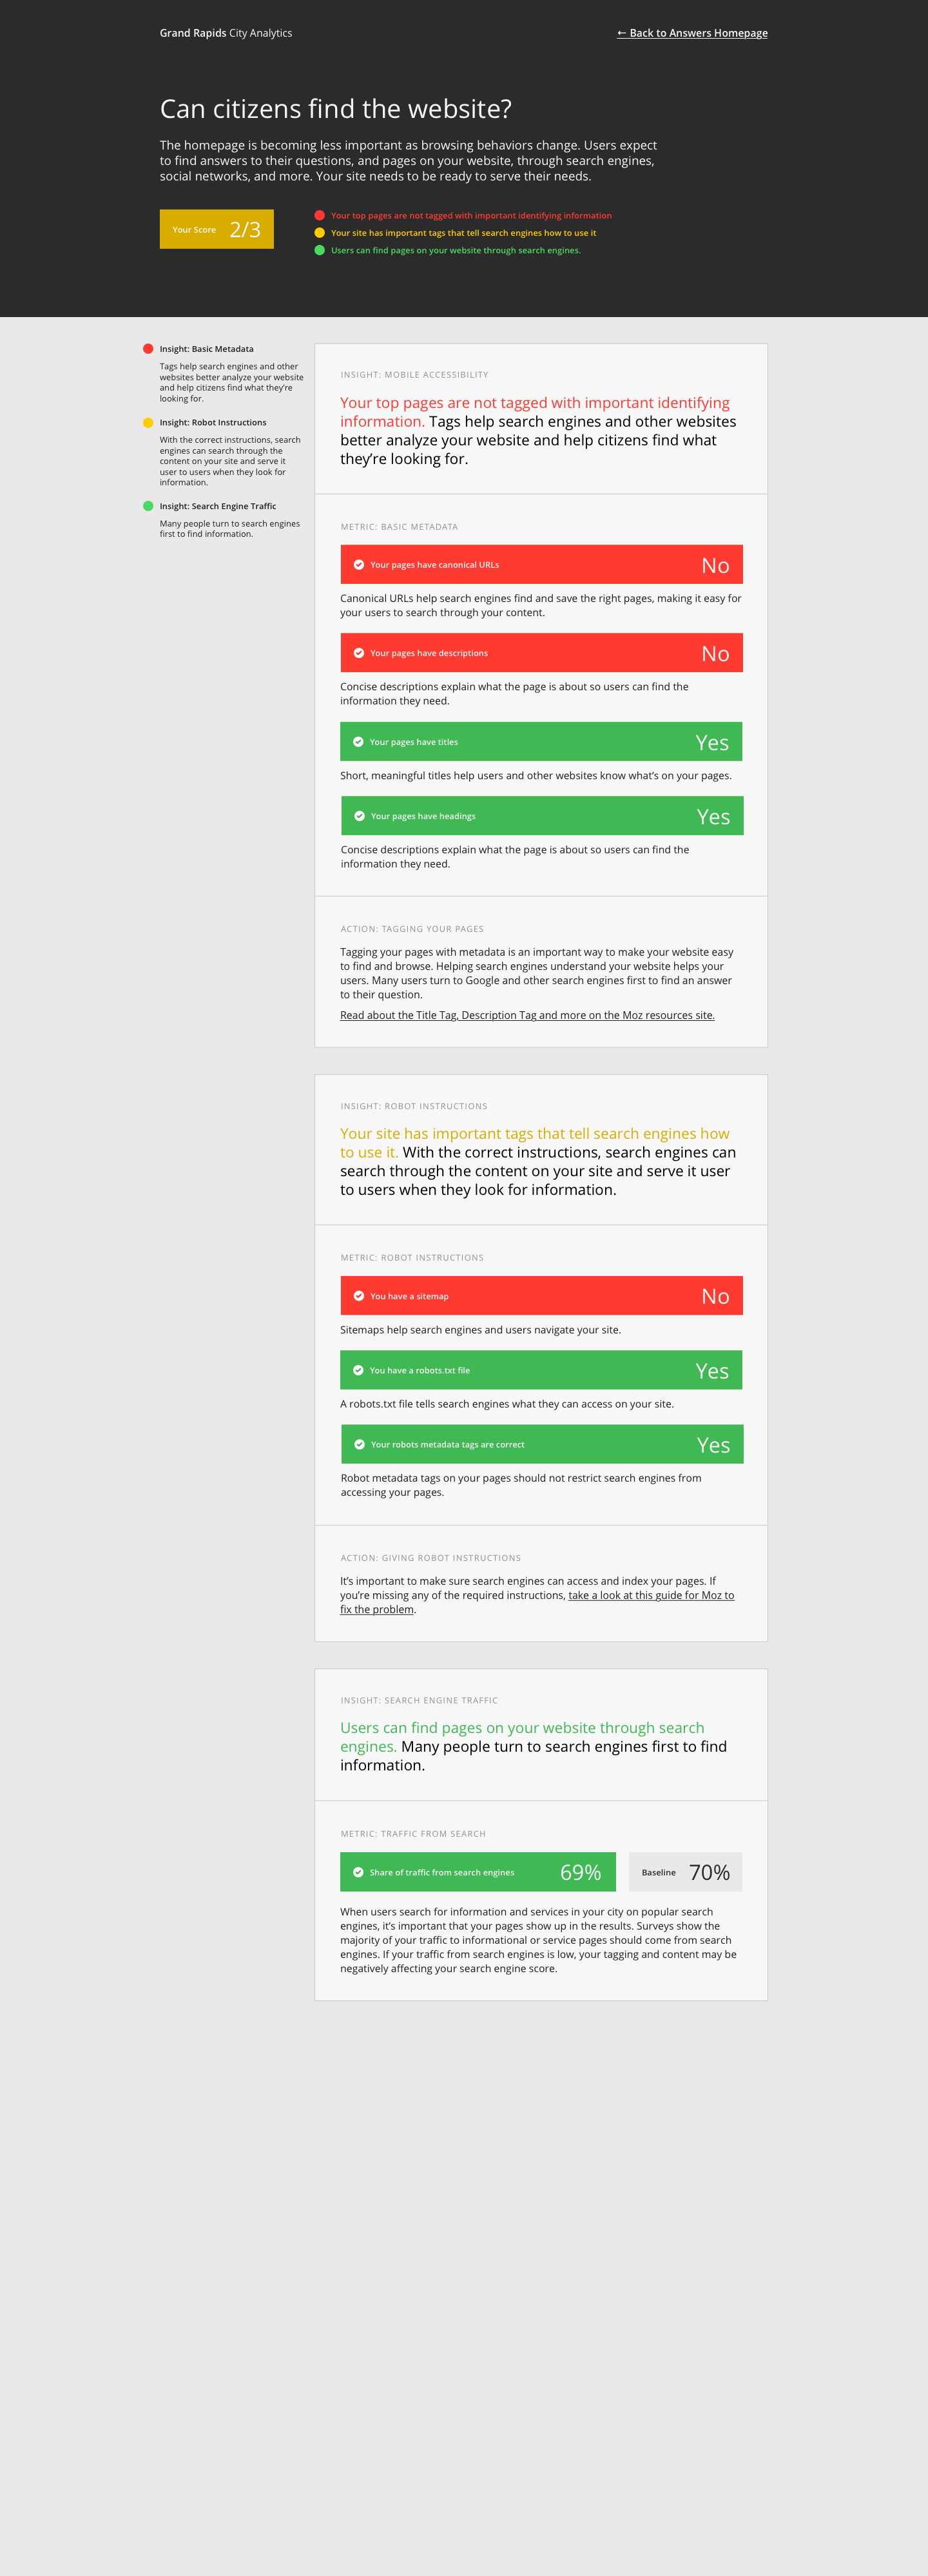 Grand Rapids City Analytics
← Back to Answers Homepage
Can citizens find the website?
The homepage is becoming less important as browsing behaviors change. Users expect
to find answers to their questions, and pages on your website, through search engines,
social networks, and more. Your site needs to be ready to serve their needs.
Your Score 2/3
Your top pages are not tagged with important identifying information
Your site has important tags that tell search engines how to use it
Users can find pages on your website through search engines.
Insight: Basic Metadata
Tags help search engines and other
websites better analyze your website
and help citizens find what they're
looking for.
Insight: Robot Instructions
With the correct instructions, search
engines can search through the
content on your site and serve it
user to users when they look for
information.
Insight: Search Engine Traffic
Many people turn to search engines
first to find information.
INSIGHT: MOBILE ACCESSIBILITY
Your top pages are not tagged with important identifying
information. Tags help search engines and other websites
better analyze your website and help citizens find what
they're looking for.
METRIC: BASIC METADATA
Your pages have canonical URLs No
Canonical URLs help search engines find and save the right pages, making it easy for
your users to search through your content.
Your pages have descriptions No
Concise descriptions explain what the page is about so users can find the
information they need.
Your pages have titles Yes
Short, meaningful titles help users and other websites know what's on your pages.
Your pages have headings Yes
Concise descriptions explain what the page is about so users can find the
information they need.
ACTION: TAGGING YOUR PAGES
Tagging your pages with metadata is an important way to make your website easy
to find and browse. Helping search engines understand your website helps your
users. Many users turn to Google and other search engines first to find an answer
to their question.
Read about the Title Tag, Description Tag and more on the Moz resources site.
INSIGHT: ROBOT INSTRUCTIONS
Your site has important tags that tell search engines how
to use it. With the correct instructions, search engines can
search through the content on your site and serve it user
to users when they look for information.
METRIC: ROBOT INSTRUCTIONS
You have a sitemap No
Sitemaps help search engines and users navigate your site.
You have a robots.txt file Yes
A robots.txt file tells search engines what they can access on your site.
Your robots metadata tags are correct Yes
Robot metadata tags on your pages should not restrict search engines from
accessing your pages.
ACTION: GIVING ROBOT INSTRUCTIONS
It's important to make sure search engines can access and index your pages. If
you're missing any of the required instructions, take a look at this guide for Moz to
fix the problem.
INSIGHT: SEARCH ENGINE TRAFFIC
Users can find pages on your website through search
engines. Many people turn to search engines first to find
information.
METRIC: TRAFFIC FROM SEARCH
Share of traffic from search engines 69% Baseline 70%
When users search for information and services in your city on popular search
engines, it's important that your pages show up in the results. Surveys show the
majority of your traffic to informational or service pages should come from search
engines. If your traffic from search engines is low, your tagging and content may be
negatively affecting your search engine score.